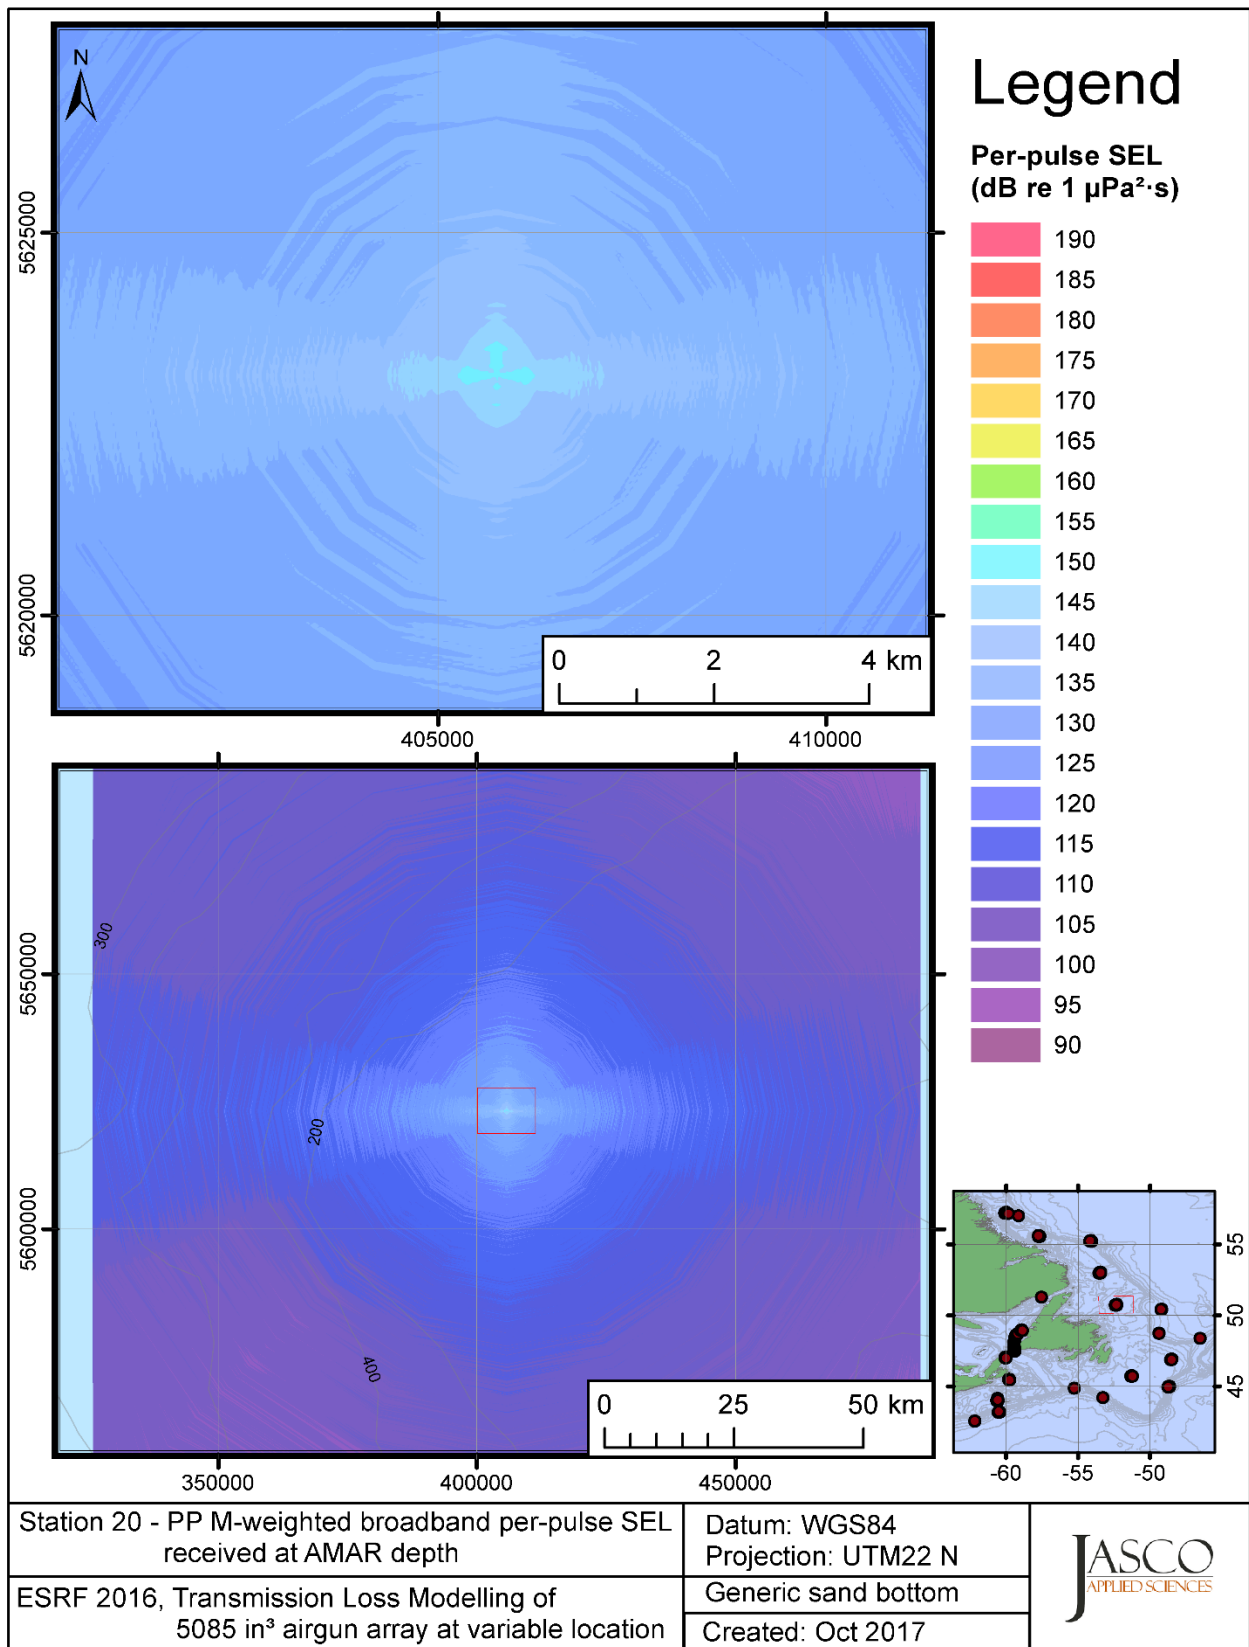 N
5625000
5620000
0 2 4 km
405000 410000
Legend
Per-pulse SEL
(dB re 1 µPa²·s)
190
185
180
175
170
165
160
155
150
145
140
135
130
125
120
115
110
105
100
95
90
300
200
400
5650000
5600000
0 25 50 km
350000 400000 450000
55
50
45
-60 -55 -50
Station 20 - PP M-weighted broadband per-pulse SEL
received at AMAR depth
ESRF 2016, Transmission Loss Modelling of
5085 in³ airgun array at variable location
Datum: WGS84
Projection: UTM22 N
Generic sand bottom
Created: Oct 2017
JASCO
APPLIED SCIENCES